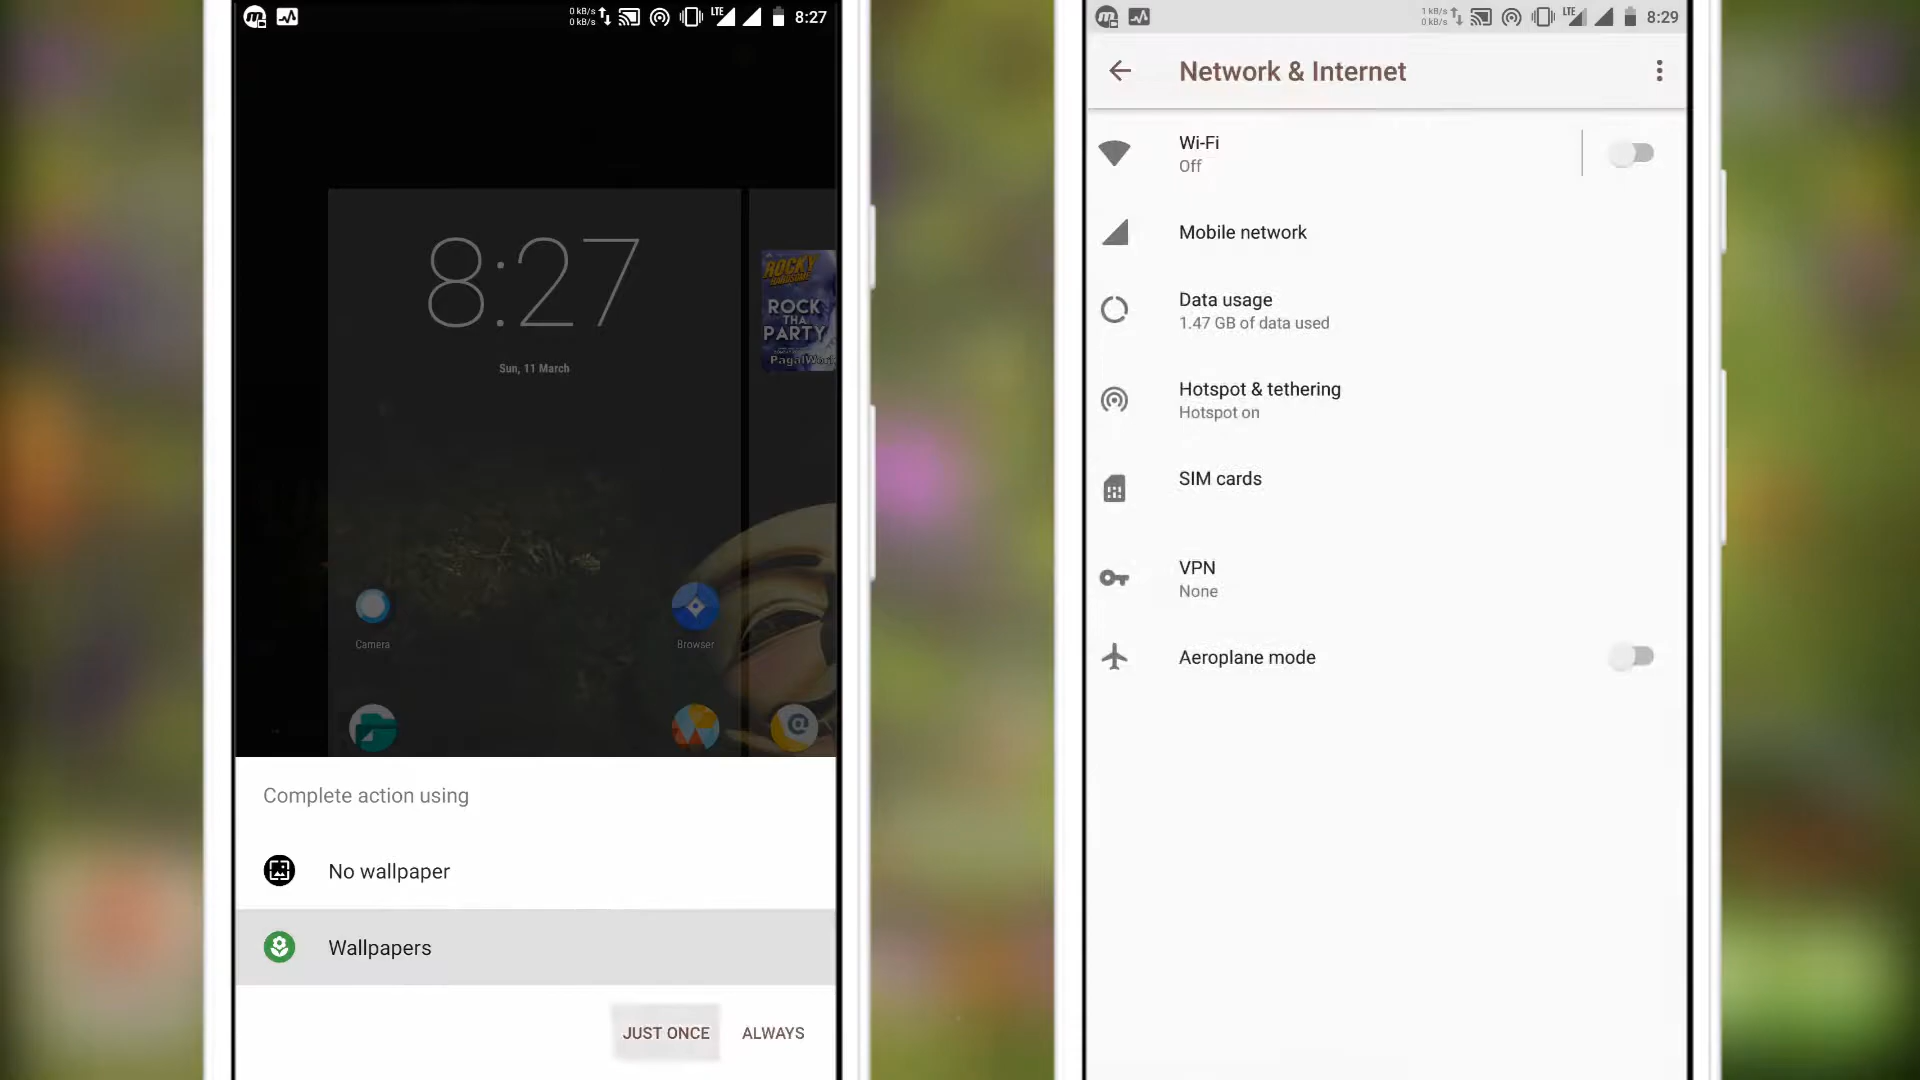 0 kB/s
0 kB/s
LTE
8:27
8:27
Sun, 11 March
ROCKY
HANDSOME
ROCK
THA
PARTY
Camera
Browser
Complete action using
No wallpaper
Wallpapers
JUST ONCE
ALWAYS
1 kB/s
0 kB/s
LTE
8:29
Network & Internet
Wi-Fi
Off
Mobile network
Data usage
1.47 GB of data used
Hotspot & tethering
Hotspot on
SIM cards
VPN
None
Aeroplane mode